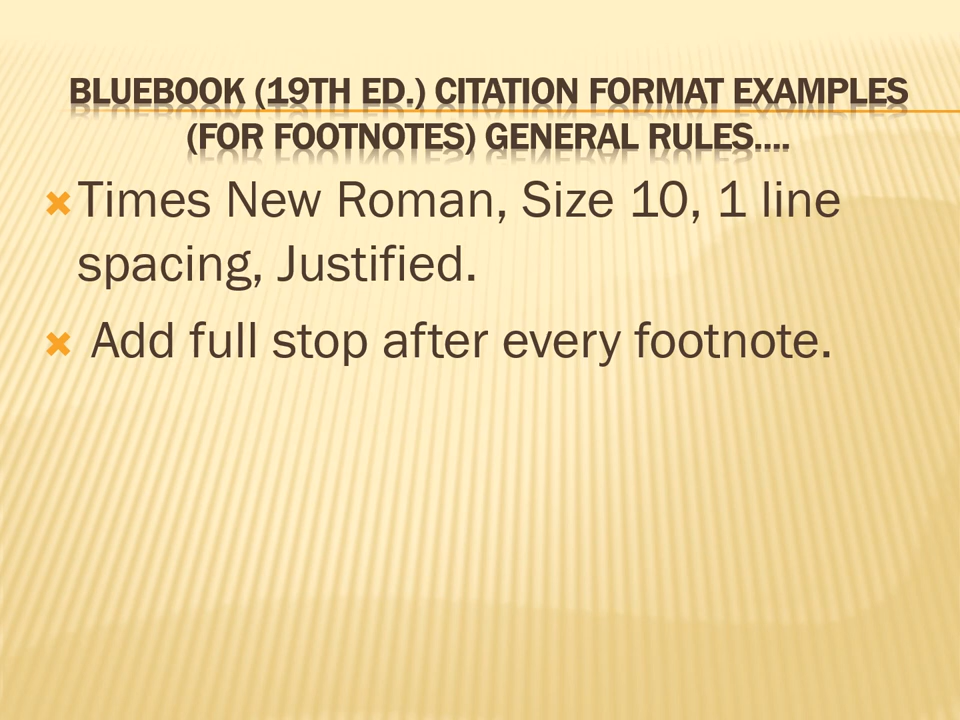 BLUEBOOK (19TH ED.) CITATION FORMAT EXAMPLES
(FOR FOOTNOTES) GENERAL RULES....
Times New Roman, Size 10, 1 line
spacing, Justified.
Add full stop after every footnote.